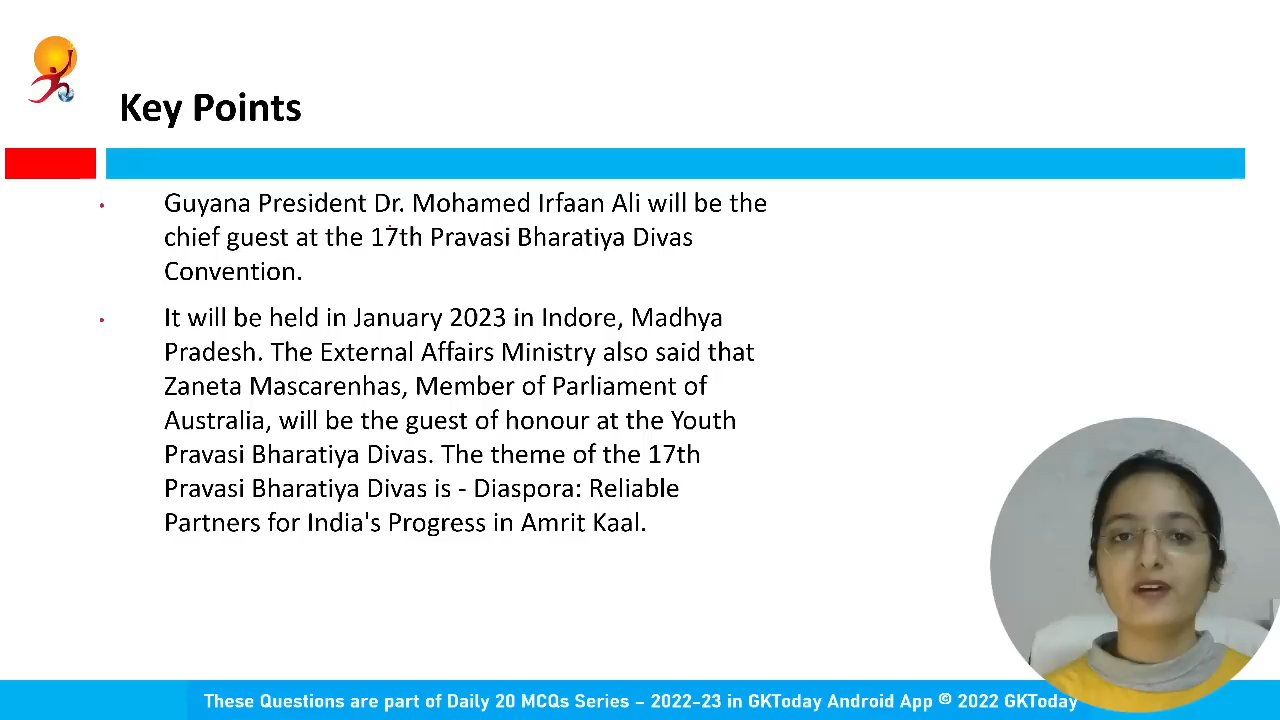 Key Points
• Guyana President Dr. Mohamed Irfaan Ali will be the
chief guest at the 17th Pravasi Bharatiya Divas
Convention.
• It will be held in January 2023 in Indore, Madhya
Pradesh. The External Affairs Ministry also said that
Zaneta Mascarenhas, Member of Parliament of
Australia, will be the guest of honour at the Youth
Pravasi Bharatiya Divas. The theme of the 17th
Pravasi Bharatiya Divas is - Diaspora: Reliable
Partners for India's Progress in Amrit Kaal.
These Questions are part of Daily 20 MCQs Series – 2022-23 in GKToday Android App © 2022 GKToday